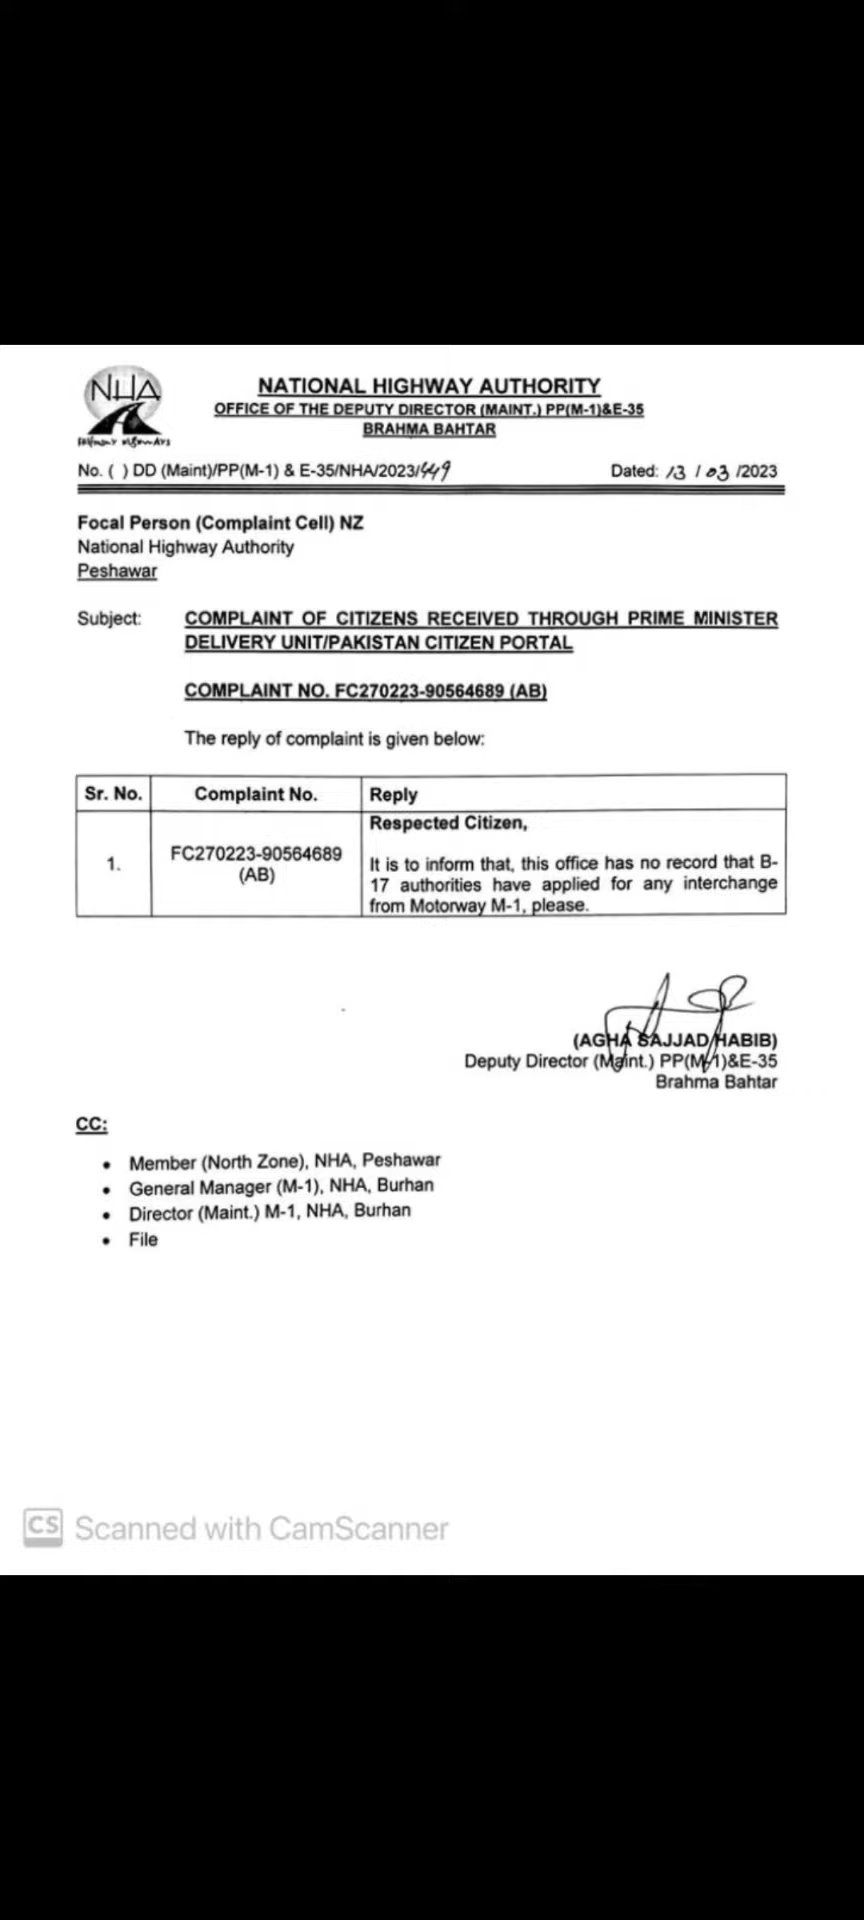 NHA
NATIONAL HIGHWAY AUTHORITY
OFFICE OF THE DEPUTY DIRECTOR (MAINT.) PP(M-1)&E-35
BRAHMA BAHTAR
No. ( ) DD (Maint)/PP(M-1) & E-35/NHA/2023/449
Dated: 13 / 03 /2023
Focal Person (Complaint Cell) NZ
National Highway Authority
Peshawar
Subject: COMPLAINT OF CITIZENS RECEIVED THROUGH PRIME MINISTER
DELIVERY UNIT/PAKISTAN CITIZEN PORTAL
COMPLAINT NO. FC270223-90564689 (AB)
The reply of complaint is given below:
Sr. No. Complaint No. Reply
1. FC270223-90564689
(AB)
Respected Citizen,
It is to inform that, this office has no record that B-
17 authorities have applied for any interchange
from Motorway M-1, please.
(AGHA SAJJAD HABIB)
Deputy Director (Maint.) PP(M-1)&E-35
Brahma Bahtar
CC:
• Member (North Zone), NHA, Peshawar
• General Manager (M-1), NHA, Burhan
• Director (Maint.) M-1, NHA, Burhan
• File
CS Scanned with CamScanner